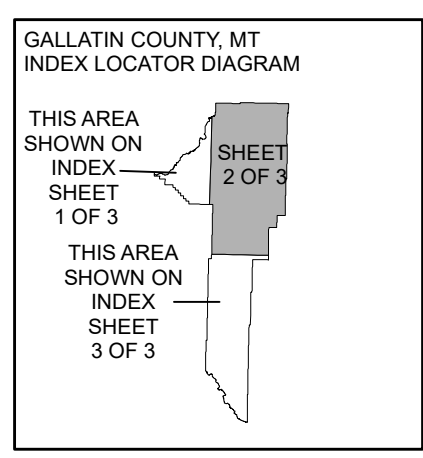 GALLATIN COUNTY, MT
INDEX LOCATOR DIAGRAM
THIS AREA
SHOWN ON
INDEX
SHEET
1 OF 3
SHEET
2 OF 3
THIS AREA
SHOWN ON
INDEX
SHEET
3 OF 3